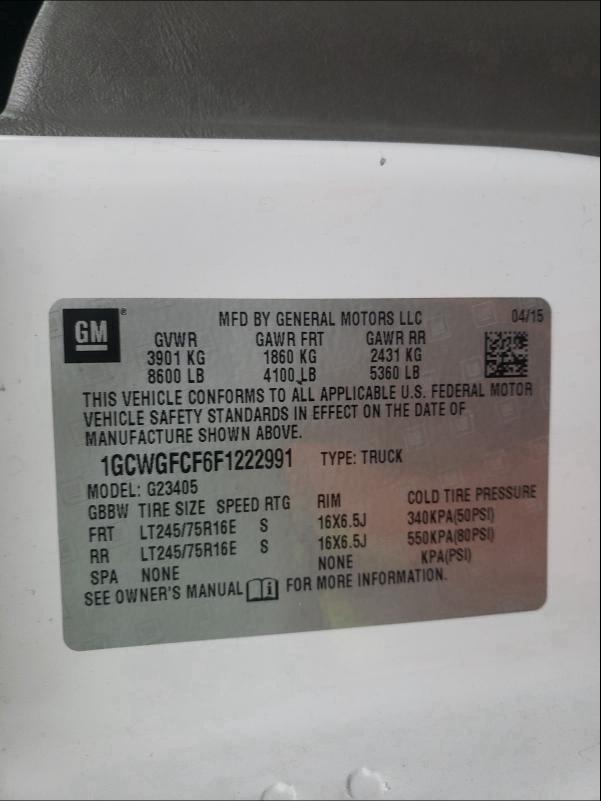 GM ®
MFD BY GENERAL MOTORS LLC 04/15
GVWR GAWR FRT GAWR RR
3901 KG 1860 KG 2431 KG
8600 LB 4100 LB 5360 LB
THIS VEHICLE CONFORMS TO ALL APPLICABLE U.S. FEDERAL MOTOR
VEHICLE SAFETY STANDARDS IN EFFECT ON THE DATE OF
MANUFACTURE SHOWN ABOVE.
1GCWGFCF6F1222991 TYPE: TRUCK
MODEL: G23405
GBBW TIRE SIZE SPEED RTG RIM COLD TIRE PRESSURE
FRT LT245/75R16E S 16X6.5J 340KPA(50PSI)
RR LT245/75R16E S 16X6.5J 550KPA(80PSI)
SPA NONE NONE KPA(PSI)
SEE OWNER'S MANUAL i FOR MORE INFORMATION.